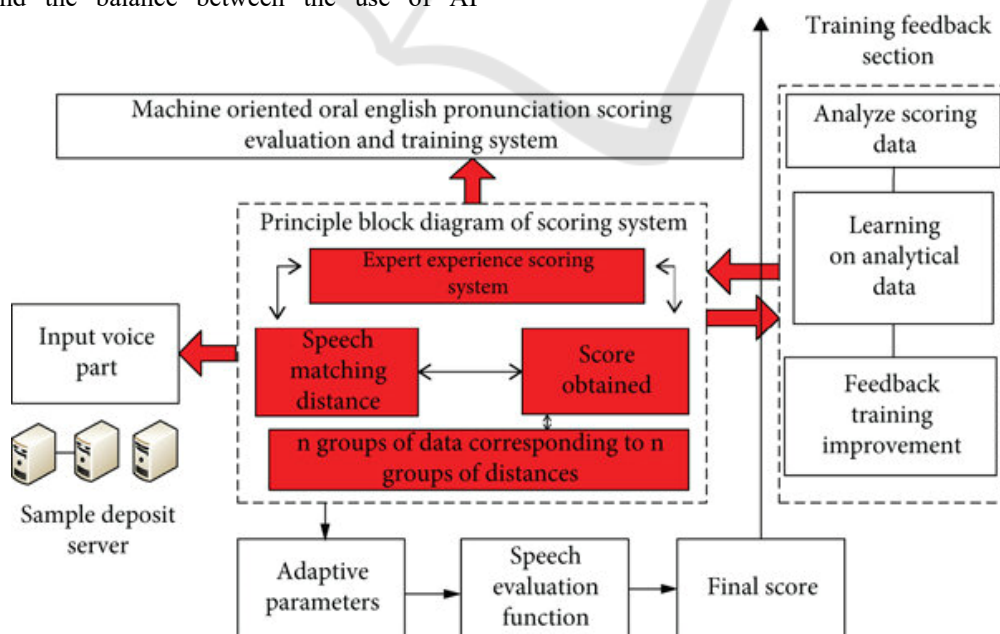 nd the balance between the use of AI
Training feedback
section
Machine oriented oral english pronunciation scoring
evaluation and training system
Analyze scoring
data
Principle block diagram of scoring system
Expert experience scoring
system
Learning
on analytical
data
Input voice
part
Speech
matching
distance
Score
obtained
Feedback
training
improvement
n groups of data corresponding to n
groups of distances
Sample deposit
server
Adaptive
parameters
Speech
evaluation
function
Final score